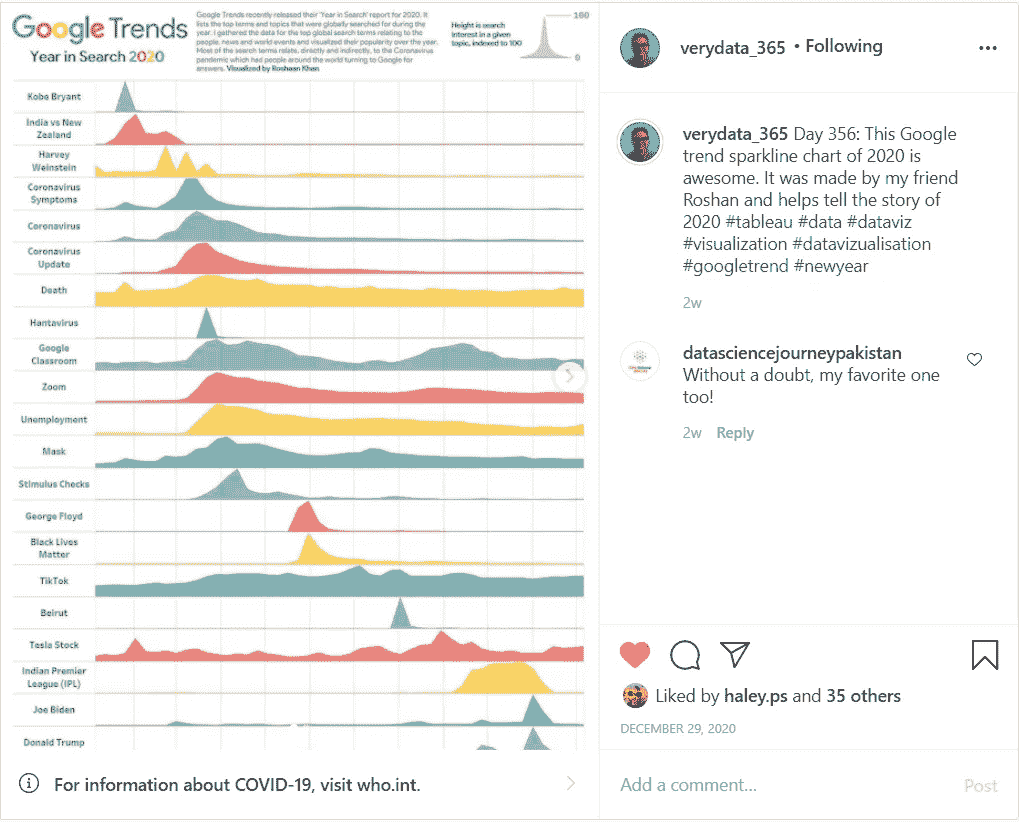 Google Trends
Year in Search 2020
Google Trends recently released their 'Year in Search' report for 2020. It
lists the top terms and topics that were globally searched for during the
year. I gathered the data for the top global search terms relating to the
people, news and world events and visualized their popularity over the year.
Most of the search terms relate, directly and indirectly, to the Coronavirus
pandemic which had people around the world turning to Google for
answers. Visualized by Roshaan Khan
Height is search
interest in a given
topic, indexed to 100
100
0
Kobe Bryant
India vs New
Zealand
Harvey
Weinstein
Coronavirus
Symptoms
Coronavirus
Coronavirus
Update
Death
Hantavirus
Google
Classroom
Zoom
Unemployment
Mask
Stimulus Checks
George Floyd
Black Lives
Matter
TikTok
Beirut
Tesla Stock
Indian Premier
League (IPL)
Joe Biden
Donald Trump
For information about COVID-19, visit who.int.
verydata_365 • Following
verydata_365 Day 356: This Google
trend sparkline chart of 2020 is
awesome. It was made by my friend
Roshan and helps tell the story of
2020 #tableau #data #dataviz
#visualization #datavizualisation
#googletrend #newyear
2w
datasciencejourneypakistan
Without a doubt, my favorite one
too!
2w Reply
Liked by haley.ps and 35 others
DECEMBER 29, 2020
Add a comment...
Post